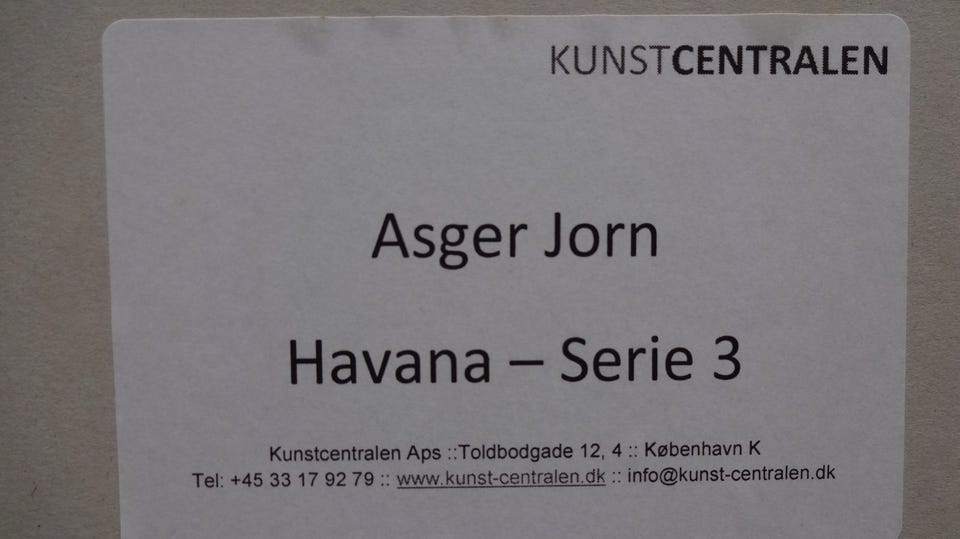 KUNSTCENTRALEN
Asger Jorn
Havana – Serie 3
Kunstcentralen Aps ::Toldbodgade 12, 4 :: København K
Tel: +45 33 17 92 79 :: www.kunst-centralen.dk :: info@kunst-centralen.dk